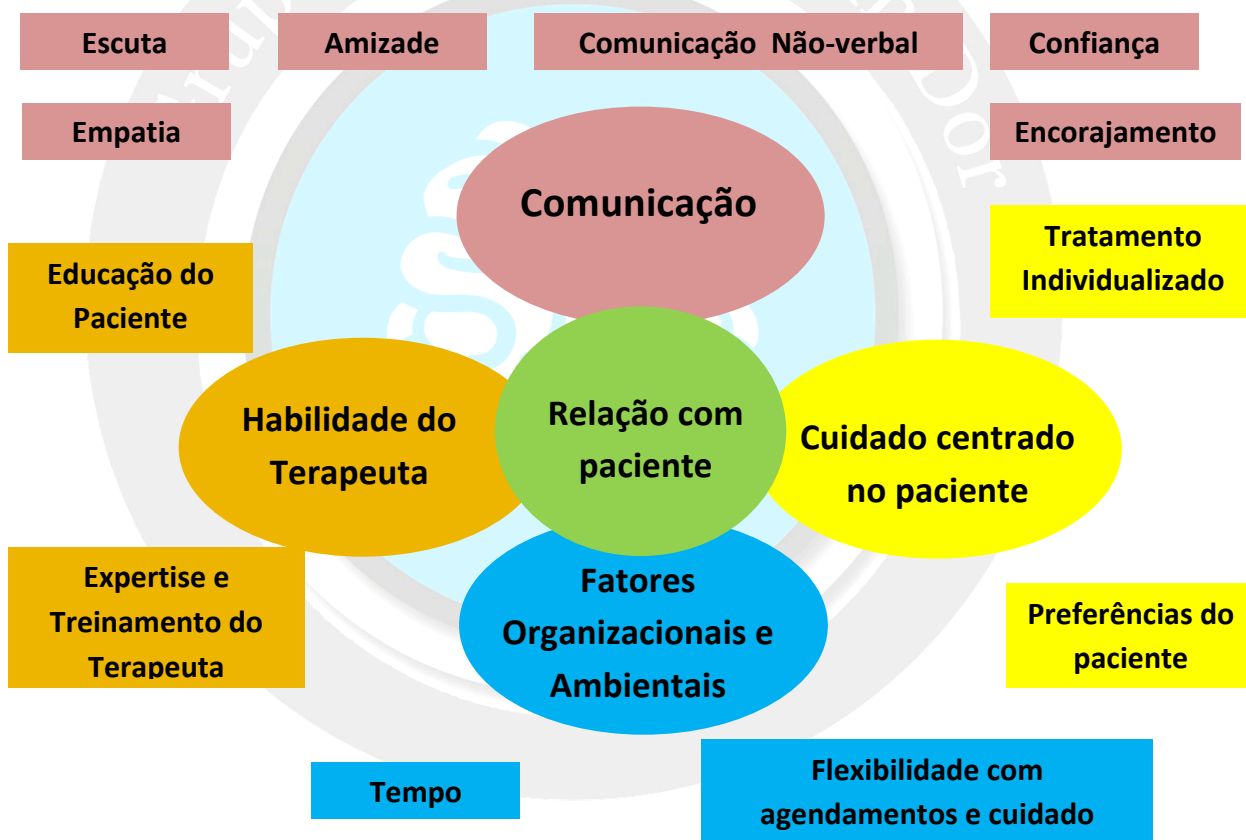 Escuta
Amizade
Comunicação Não-verbal
Confiança
Empatia
Encorajamento
Comunicação
Tratamento
Individualizado
Educação do
Paciente
Habilidade do
Terapeuta
Relação com
paciente
Cuidado centrado
no paciente
Expertise e
Treinamento do
Terapeuta
Fatores
Organizacionais e
Ambientais
Preferências do
paciente
Tempo
Flexibilidade com
agendamentos e cuidado
Dor